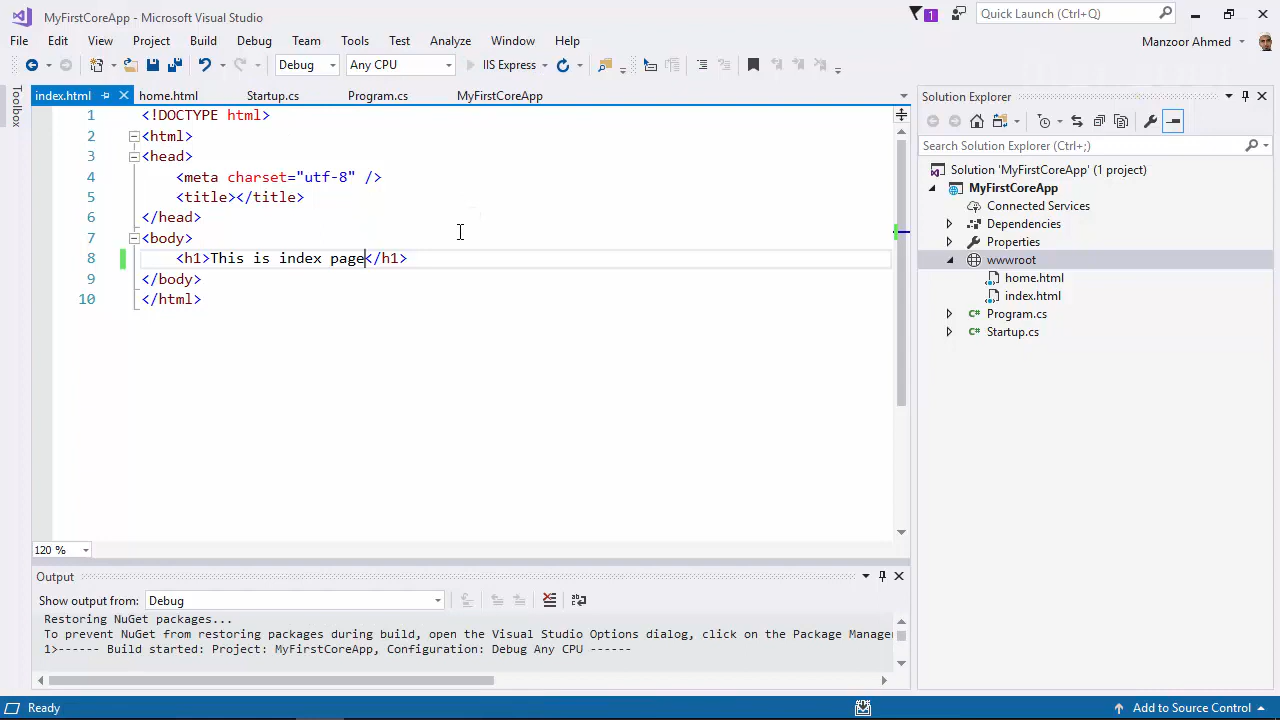 MyFirstCoreApp - Microsoft Visual Studio
1
Quick Launch (Ctrl+Q)
File Edit View Project Build Debug Team Tools Test Analyze Window Help
Manzoor Ahmed
Debug Any CPU IIS Express
Toolbox
index.html home.html Startup.cs Program.cs MyFirstCoreApp
1 <!DOCTYPE html>
2 <html>
3 <head>
4 <meta charset="utf-8" />
5 <title></title>
6 </head>
7 <body>
8 <h1>This is index page</h1>
9 </body>
10 </html>
120 %
Output
Show output from: Debug
Restoring NuGet packages...
To prevent NuGet from restoring packages during build, open the Visual Studio Options dialog, click on the Package Manager
1>------ Build started: Project: MyFirstCoreApp, Configuration: Debug Any CPU ------
Solution Explorer
Search Solution Explorer (Ctrl+;)
Solution 'MyFirstCoreApp' (1 project)
MyFirstCoreApp
Connected Services
Dependencies
Properties
wwwroot
home.html
index.html
C# Program.cs
C# Startup.cs
Ready
Add to Source Control